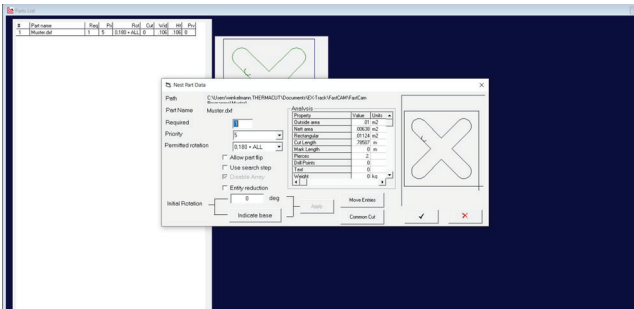 Parts List
# Part name Req Pri Rot Cut Wid Ht Prv
1 Muster.dxf 1 5 0,180 + ALL 0 106 106 0
Nest Part Data
Path C:\Users\winkelmann.THERMACUT\Documents\EX-Track\FastCAM\FastCam
Part Name Muster.dxf
Analysis
Property Value Units
Required 1
Outside area .01 m2
Nett area .00630 m2
Priority 5
Rectangular .01124 m2
Cut Length .78507 m
Permitted rotation 0,180 + ALL
Mark Length 0 m
Pierces 2
Allow part flip
Drill Points 0
Use search step
Text 0
Creable Array
Weight 0 kg
Entity reduction
Initial Rotation 0 deg
Apply
Move Entries
Indicate base
Common Cut